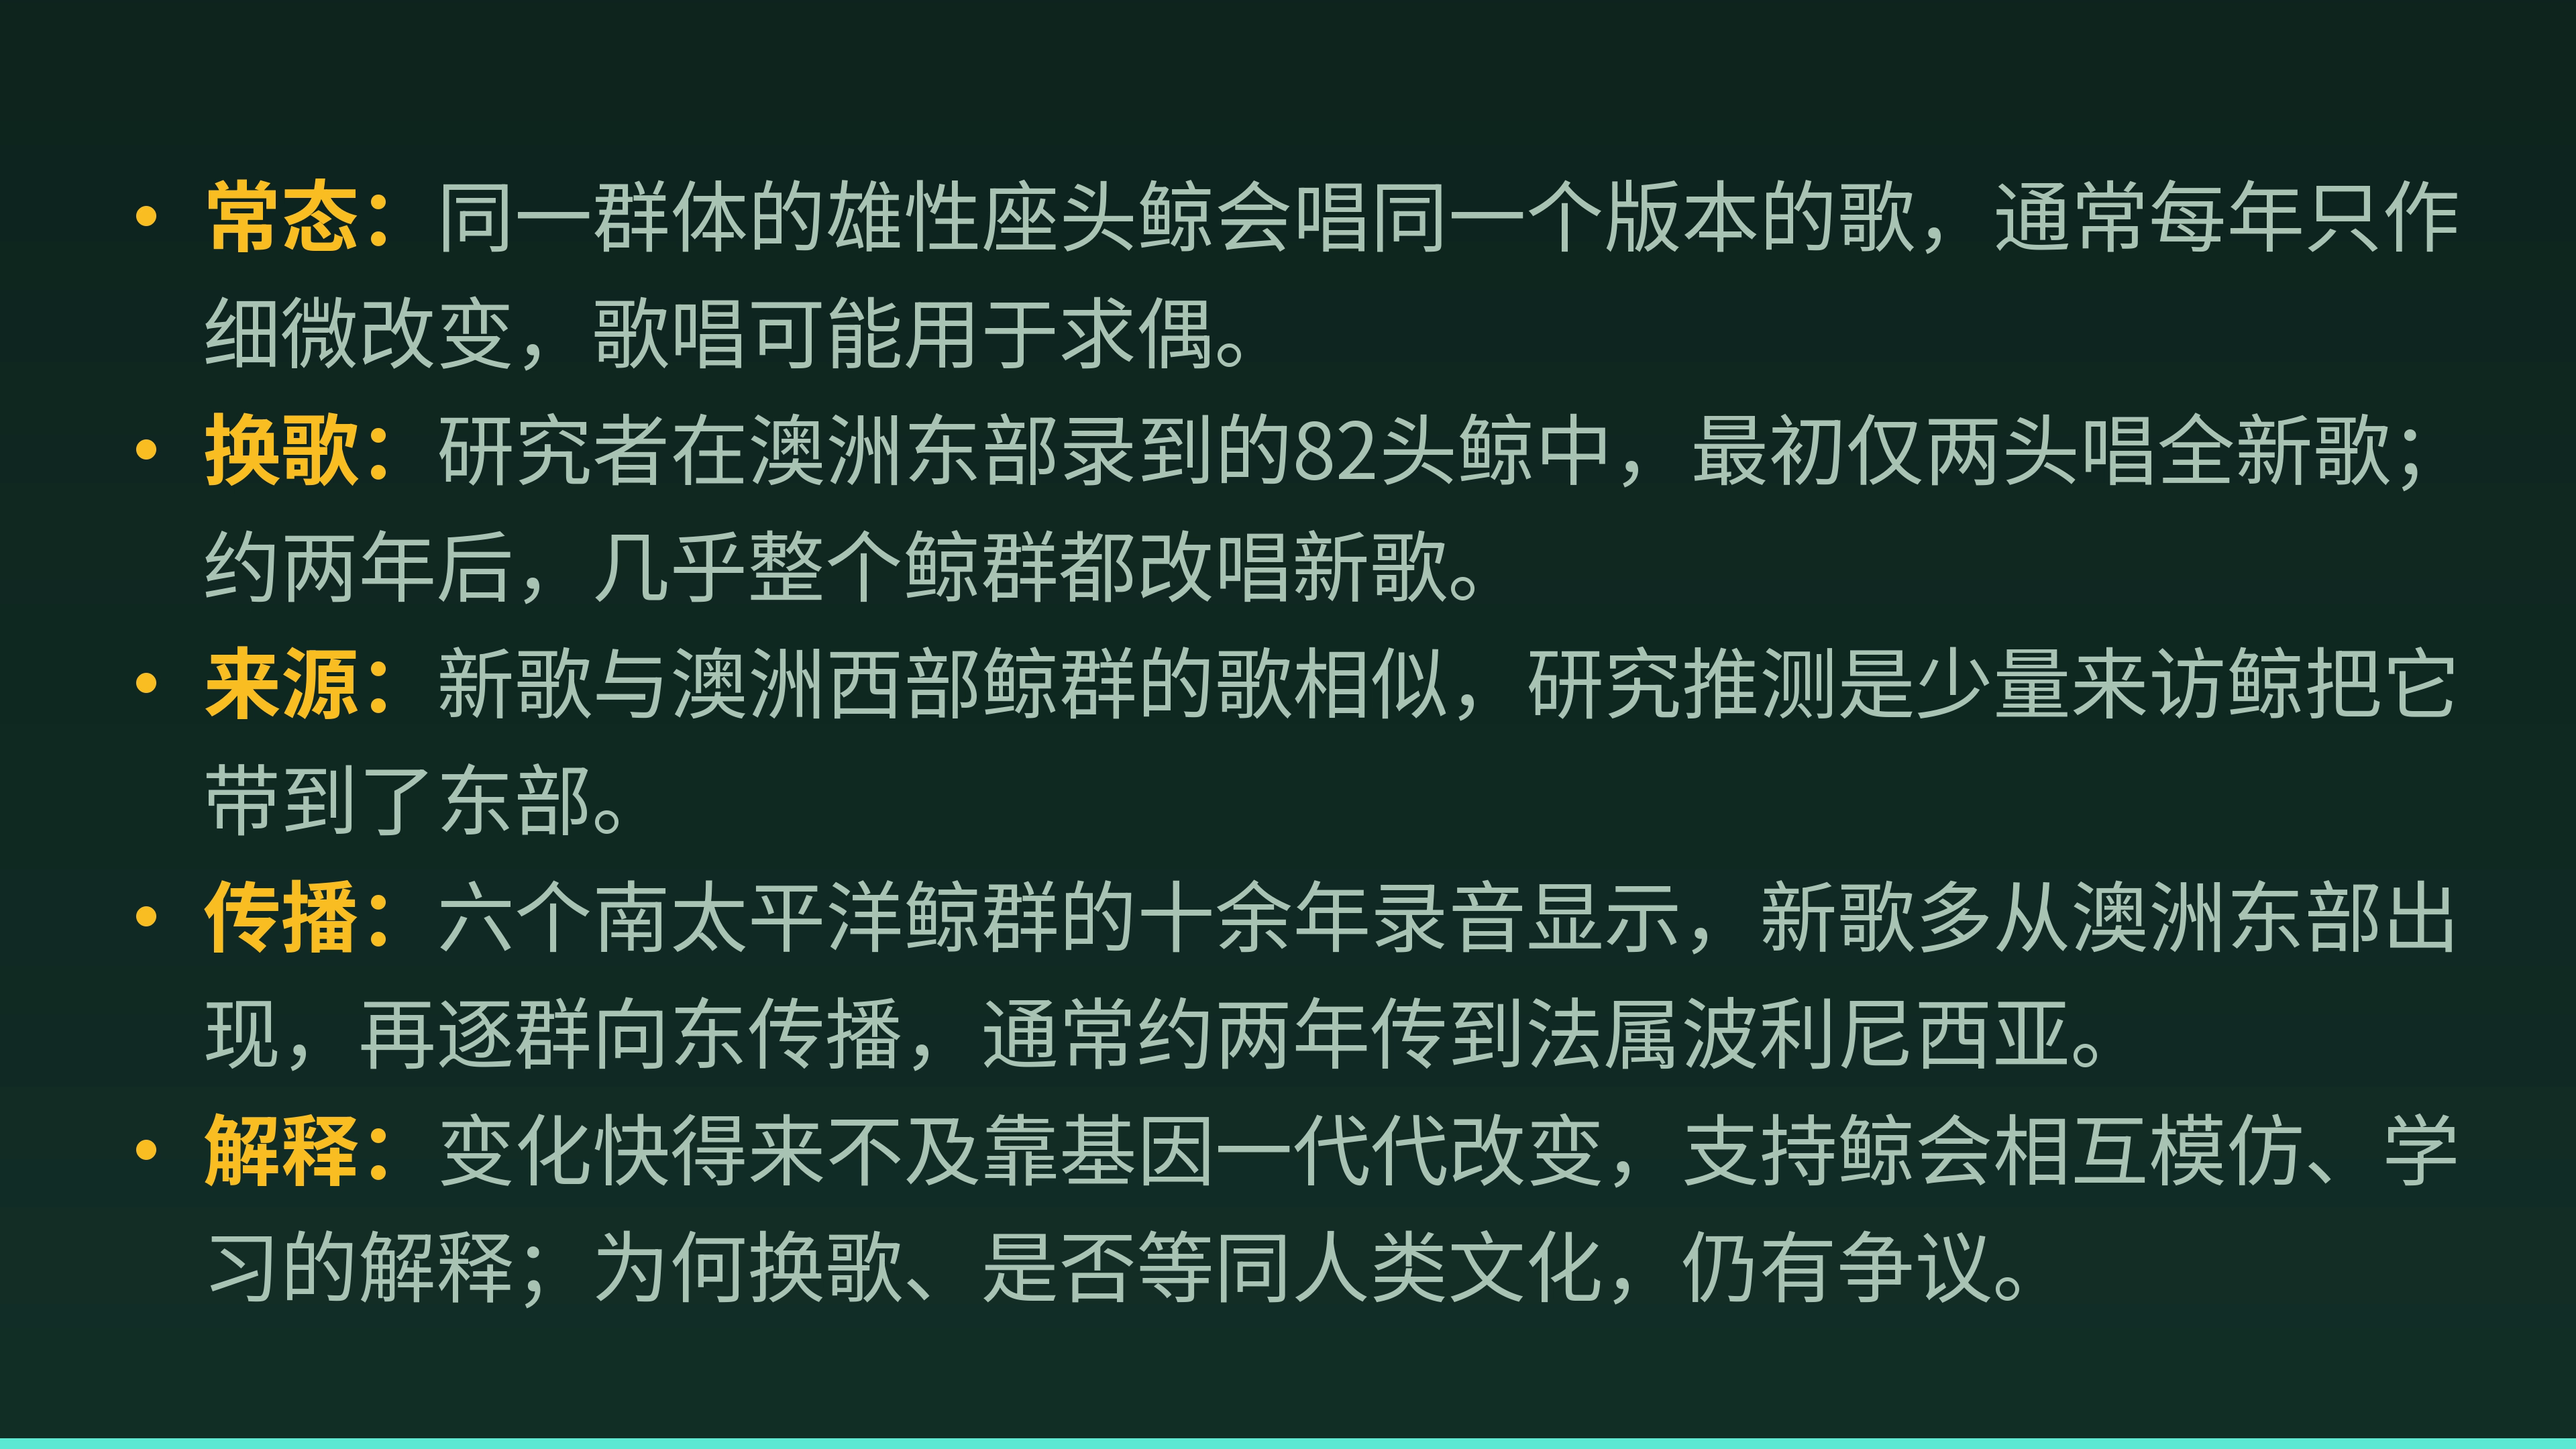 • 常态：同一群体的雄性座头鲸会唱同一个版本的歌，通常每年只作
细微改变，歌唱可能用于求偶。
• 换歌：研究者在澳洲东部录到的82头鲸中，最初仅两头唱全新歌；
约两年后，几乎整个鲸群都改唱新歌。
• 来源：新歌与澳洲西部鲸群的歌相似，研究推测是少量来访鲸把它
带到了东部。
• 传播：六个南太平洋鲸群的十余年录音显示，新歌多从澳洲东部出
现，再逐群向东传播，通常约两年传到法属波利尼西亚。
• 解释：变化快得来不及靠基因一代代改变，支持鲸会相互模仿、学
习的解释；为何换歌、是否等同人类文化，仍有争议。